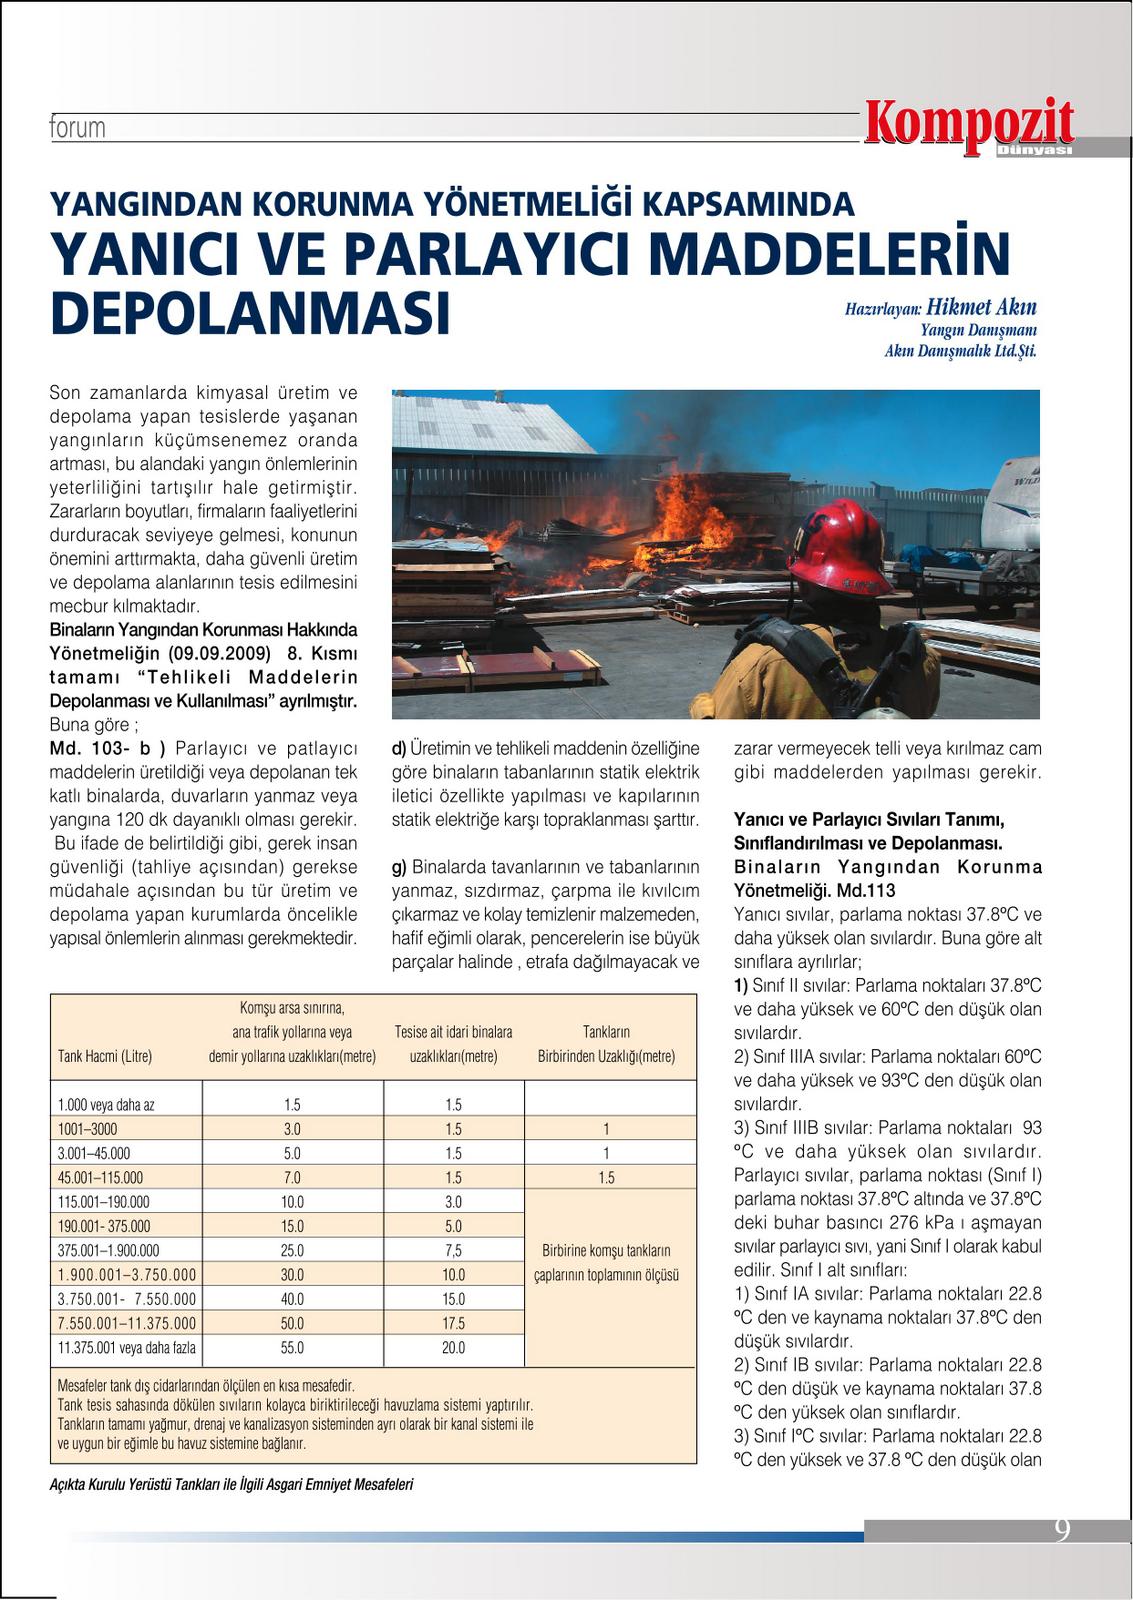 forum
Kompozit
Dünyası
YANGINDAN KORUNMA YÖNETMELİĞİ KAPSAMINDA
YANICI VE PARLAYICI MADDELERİN
DEPOLANMASI
Hazırlayan: Hikmet Akın
Yangın Danışmanı
Akın Danışmalık Ltd.Şti.
Son zamanlarda kimyasal üretim ve
depolama yapan tesislerde yaşanan
yangınların küçümsenemez oranda
artması, bu alandaki yangın önlemlerinin
yeterliliğini tartışılır hale getirmiştir.
Zararların boyutları, firmaların faaliyetlerini
durduracak seviyeye gelmesi, konunun
önemini arttırmakta, daha güvenli üretim
ve depolama alanlarının tesis edilmesini
mecbur kılmaktadır.
Binaların Yangından Korunması Hakkında
Yönetmeliğin (09.09.2009) 8. Kısmı
tamamı “Tehlikeli Maddelerin
Depolanması ve Kullanılması” ayrılmıştır.
Buna göre ;
Md. 103- b ) Parlayıcı ve patlayıcı
maddelerin üretildiği veya depolanan tek
katlı binalarda, duvarların yanmaz veya
yangına 120 dk dayanıklı olması gerekir.
Bu ifade de belirtildiği gibi, gerek insan
güvenliği (tahliye açısından) gerekse
müdahale açısından bu tür üretim ve
depolama yapan kurumlarda öncelikle
yapısal önlemlerin alınması gerekmektedir.
d) Üretimin ve tehlikeli maddenin özelliğine
göre binaların tabanlarının statik elektrik
iletici özellikte yapılması ve kapılarının
statik elektriğe karşı topraklanması şarttır.
g) Binalarda tavanlarının ve tabanlarının
yanmaz, sızdırmaz, çarpma ile kıvılcım
çıkarmaz ve kolay temizlenir malzemeden,
hafif eğimli olarak, pencerelerin ise büyük
parçalar halinde , etrafa dağılmayacak ve
zarar vermeyecek telli veya kırılmaz cam
gibi maddelerden yapılması gerekir.
Yanıcı ve Parlayıcı Sıvıları Tanımı,
Sınıflandırılması ve Depolanması.
Binaların Yangından Korunma
Yönetmeliği. Md.113
Yanıcı sıvılar, parlama noktası 37.8ºC ve
daha yüksek olan sıvılardır. Buna göre alt
sınıflara ayrılırlar;
1) Sınıf II sıvılar: Parlama noktaları 37.8ºC
ve daha yüksek ve 60ºC den düşük olan
sıvılardır.
2) Sınıf IIIA sıvılar: Parlama noktaları 60ºC
ve daha yüksek ve 93ºC den düşük olan
sıvılardır.
3) Sınıf IIIB sıvılar: Parlama noktaları 93
ºC ve daha yüksek olan sıvılardır.
Parlayıcı sıvılar, parlama noktası (Sınıf I)
parlama noktası 37.8ºC altında ve 37.8ºC
deki buhar basıncı 276 kPa ı aşmayan
sıvılar parlayıcı sıvı, yani Sınıf I olarak kabul
edilir. Sınıf I alt sınıfları:
1) Sınıf IA sıvılar: Parlama noktaları 22.8
ºC den ve kaynama noktaları 37.8ºC den
düşük sıvılardır.
2) Sınıf IB sıvılar: Parlama noktaları 22.8
ºC den düşük ve kaynama noktaları 37.8
ºC den yüksek olan sınıflardır.
3) Sınıf IºC sıvılar: Parlama noktaları 22.8
ºC den yüksek ve 37.8 ºC den düşük olan
Tank Hacmi (Litre)
Komşu arsa sınırına,
ana trafik yollarına veya
demir yollarına uzaklıkları(metre)
Tesise ait idari binalara
uzaklıkları(metre)
Tankların
Birbirinden Uzaklığı(metre)
1.000 veya daha az 1.5 1.5
1001–3000 3.0 1.5 1
3.001–45.000 5.0 1.5 1
45.001–115.000 7.0 1.5 1.5
115.001–190.000 10.0 3.0
190.001- 375.000 15.0 5.0
375.001–1.900.000 25.0 7,5 Birbirine komşu tankların
1.900.001–3.750.000 30.0 10.0 çaplarının toplamının ölçüsü
3.750.001- 7.550.000 40.0 15.0
7.550.001–11.375.000 50.0 17.5
11.375.001 veya daha fazla 55.0 20.0
Mesafeler tank dış cidarlarından ölçülen en kısa mesafedir.
Tank tesis sahasında dökülen sıvıların kolayca biriktirileceği havuzlama sistemi yaptırılır.
Tankların tamamı yağmur, drenaj ve kanalizasyon sisteminden ayrı olarak bir kanal sistemi ile
ve uygun bir eğimle bu havuz sistemine bağlanır.
Açıkta Kurulu Yerüstü Tankları ile İlgili Asgari Emniyet Mesafeleri
9